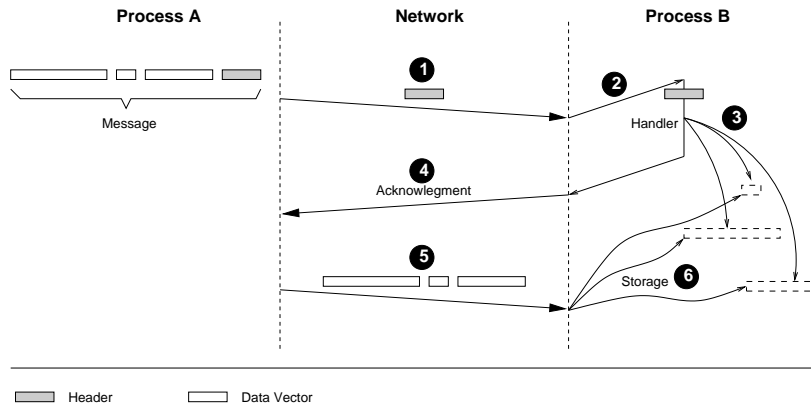 Process A
Network
Process B
1
2
3
Message
Handler
4
Acknowlegment
5
6
Storage
Header
Data Vector